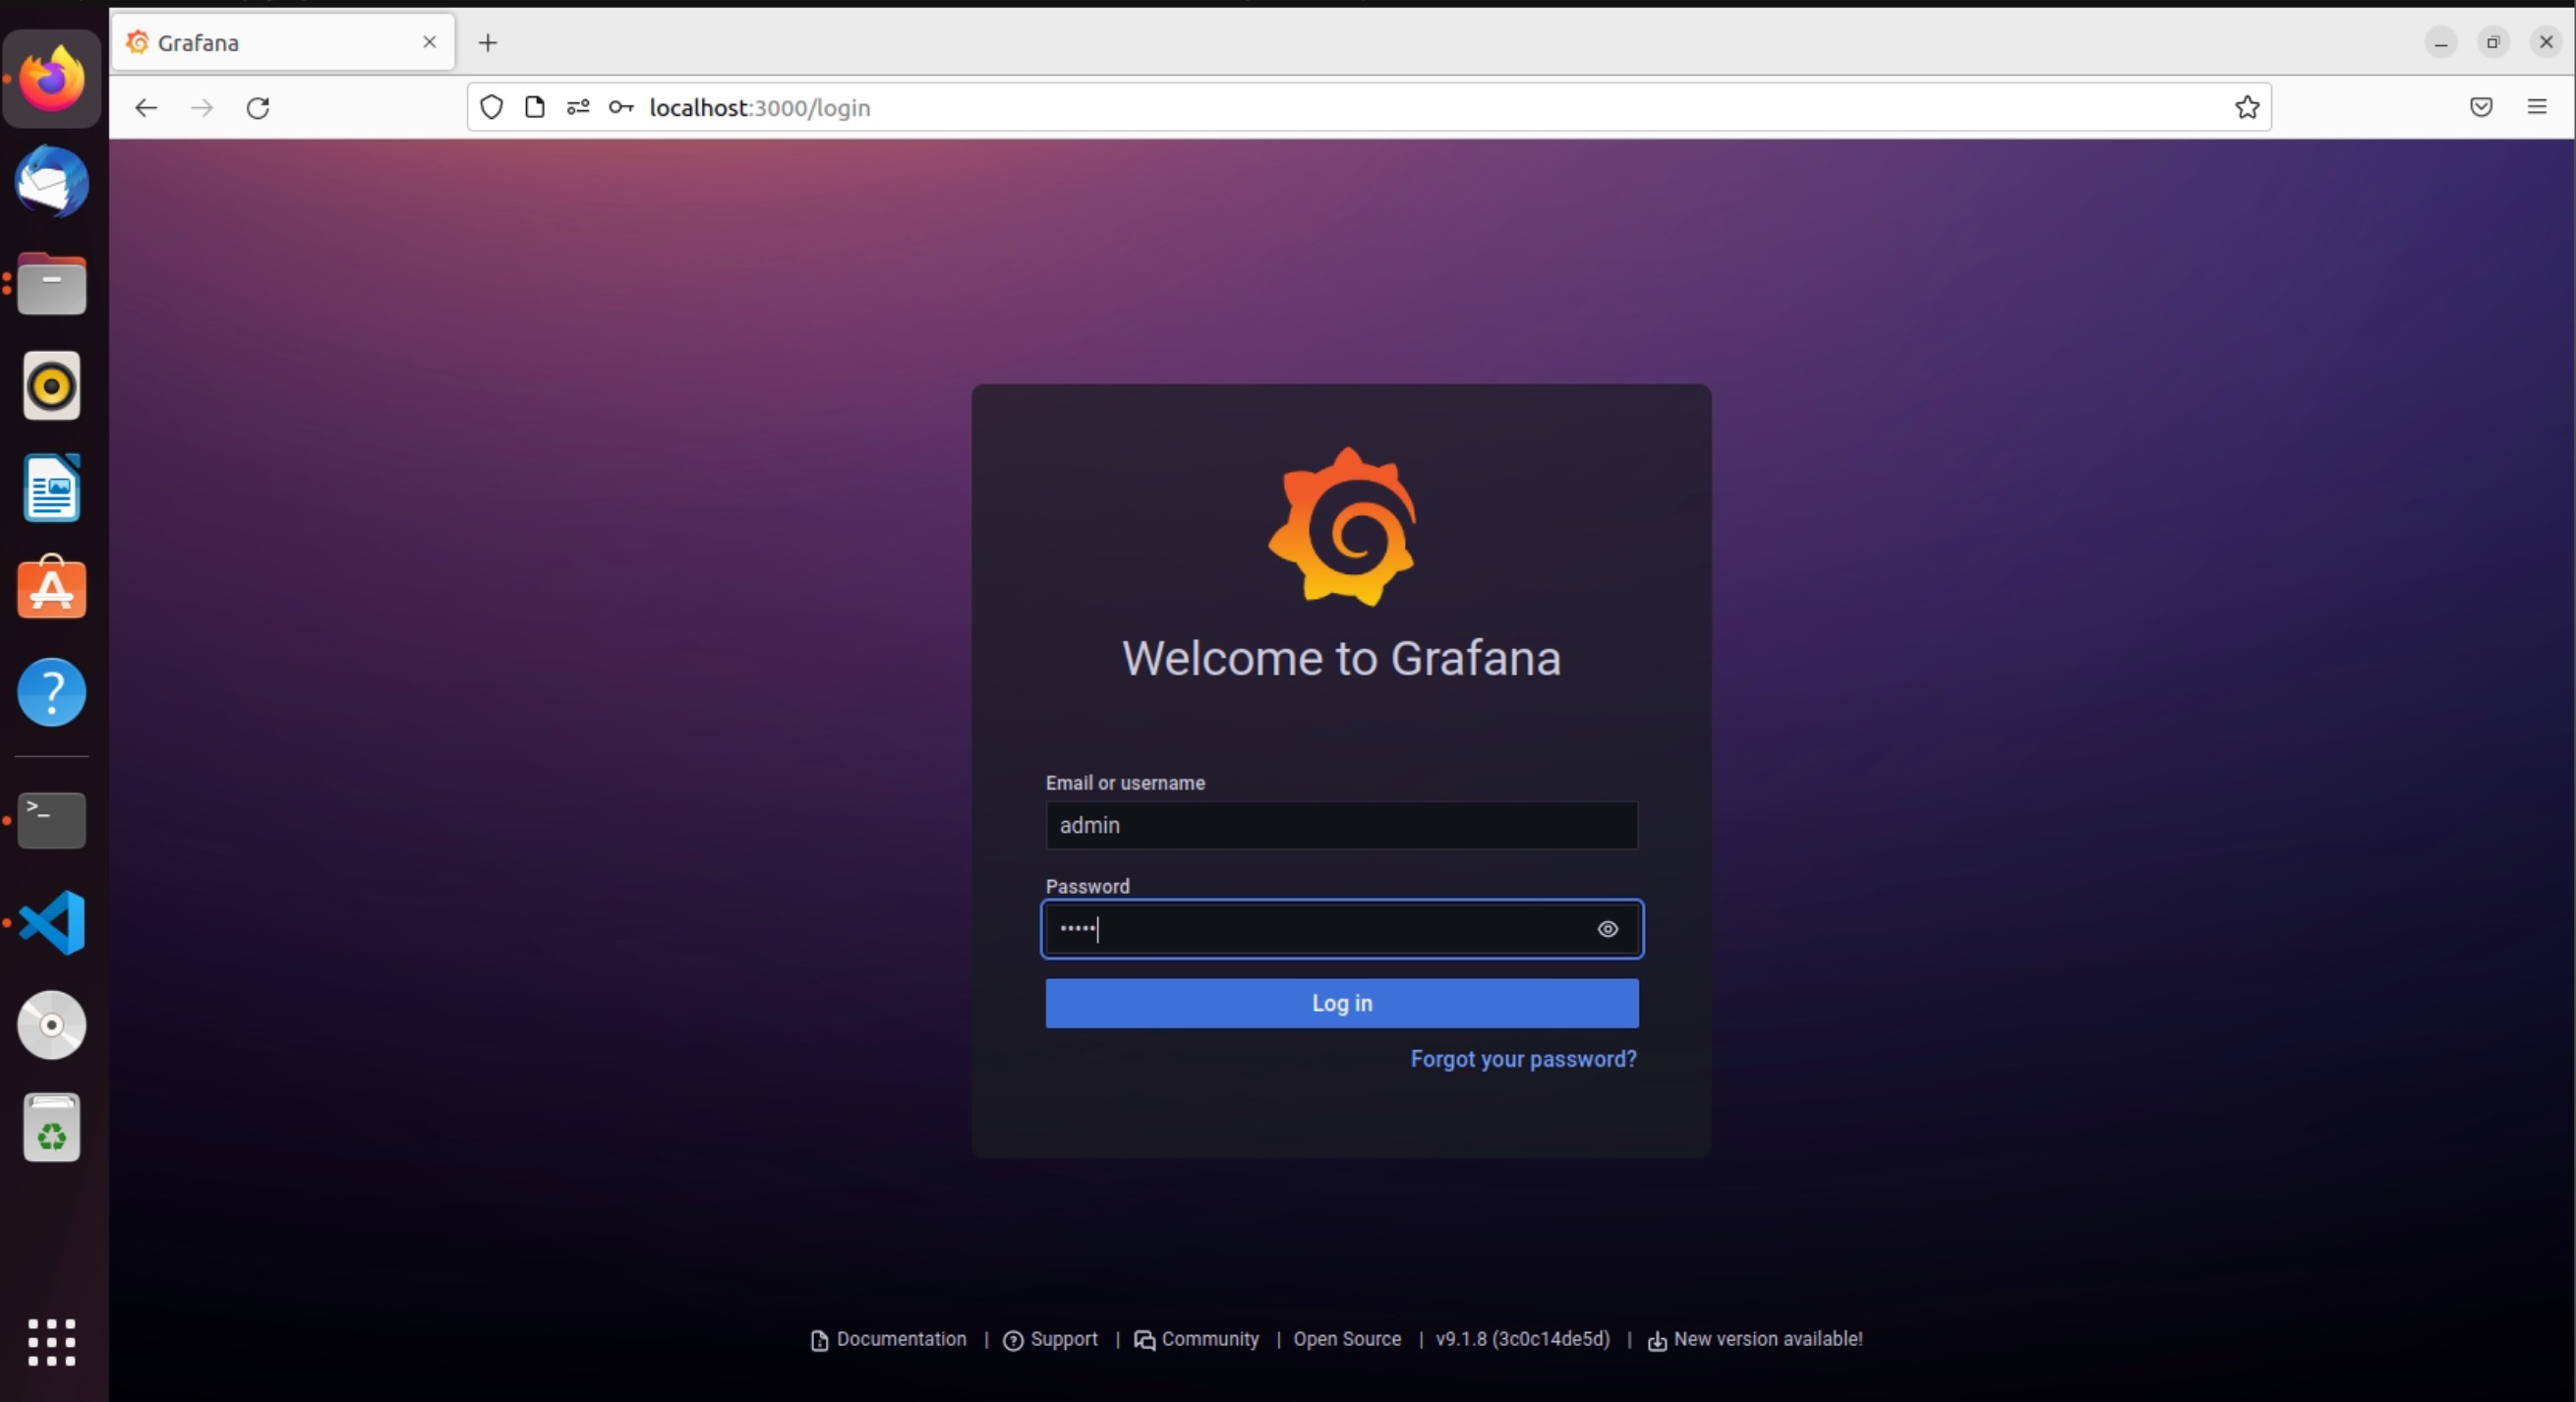 Grafana
localhost:3000/login
Welcome to Grafana
Email or username
admin
Password
•••••
Log in
Forgot your password?
Documentation | Support | Community | Open Source | v9.1.8 (3c0c14de5d) | New version available!